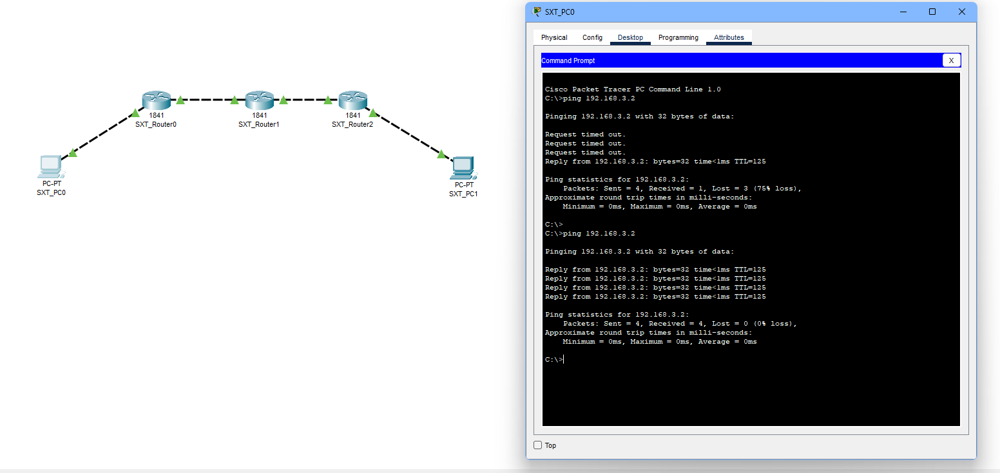 1841
SXT_Router0
1841
SXT_Router1
1841
SXT_Router2
PC-PT
SXT_PC0
PC-PT
SXT_PC1
SXT_PC0
Physical Config Desktop Programming Attributes
Command Prompt X
Cisco Packet Tracer PC Command Line 1.0
C:\>ping 192.168.3.2
Pinging 192.168.3.2 with 32 bytes of data:
Request timed out.
Request timed out.
Request timed out.
Reply from 192.168.3.2: bytes=32 time<1ms TTL=125
Ping statistics for 192.168.3.2:
Packets: Sent = 4, Received = 1, Lost = 3 (75% loss),
Approximate round trip times in milli-seconds:
Minimum = 0ms, Maximum = 0ms, Average = 0ms
C:\>
C:\>ping 192.168.3.2
Pinging 192.168.3.2 with 32 bytes of data:
Reply from 192.168.3.2: bytes=32 time<1ms TTL=125
Reply from 192.168.3.2: bytes=32 time<1ms TTL=125
Reply from 192.168.3.2: bytes=32 time<1ms TTL=125
Reply from 192.168.3.2: bytes=32 time<1ms TTL=125
Ping statistics for 192.168.3.2:
Packets: Sent = 4, Received = 4, Lost = 0 (0% loss),
Approximate round trip times in milli-seconds:
Minimum = 0ms, Maximum = 0ms, Average = 0ms
C:\>
Top